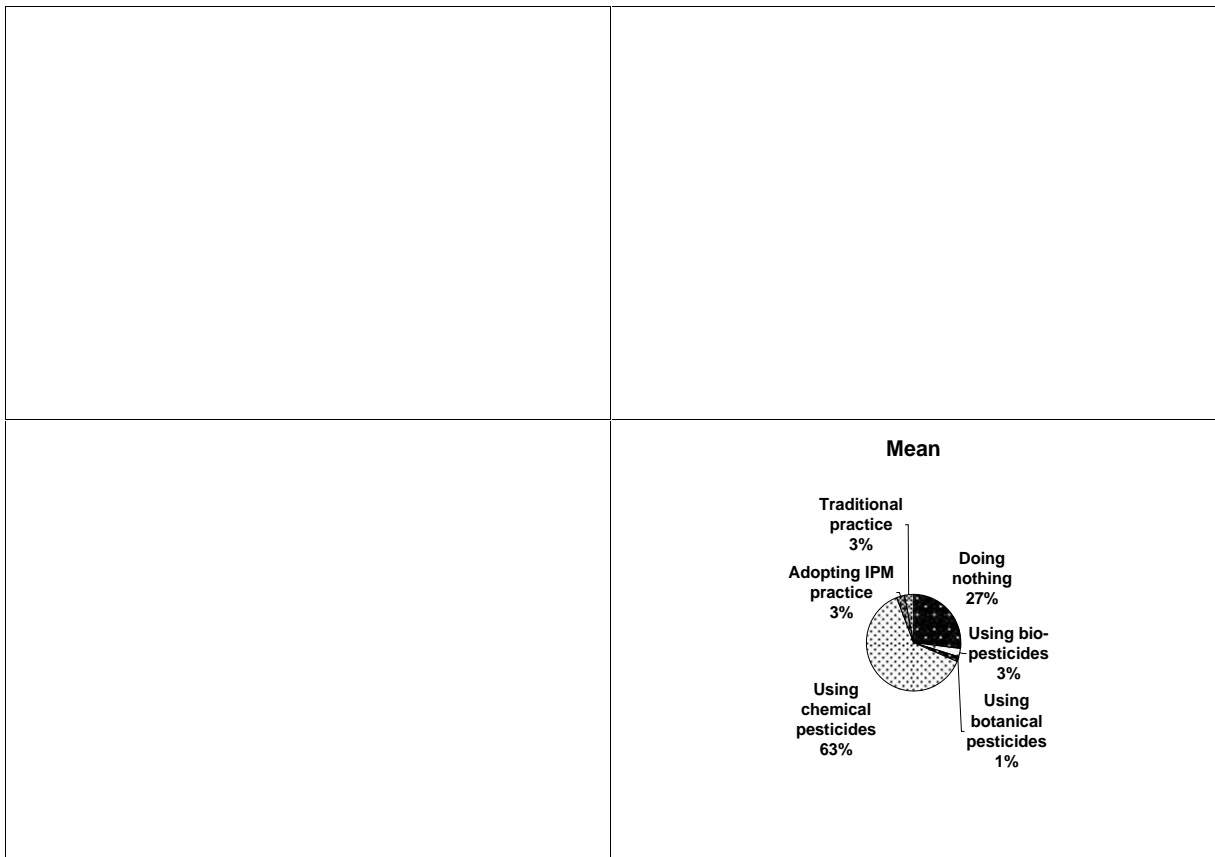 Mean
Traditional
practice
3%
Adopting IPM
practice
3%
Doing
nothing
27%
Using bio-
pesticides
3%
Using
chemical
pesticides
63%
Using
botanical
pesticides
1%